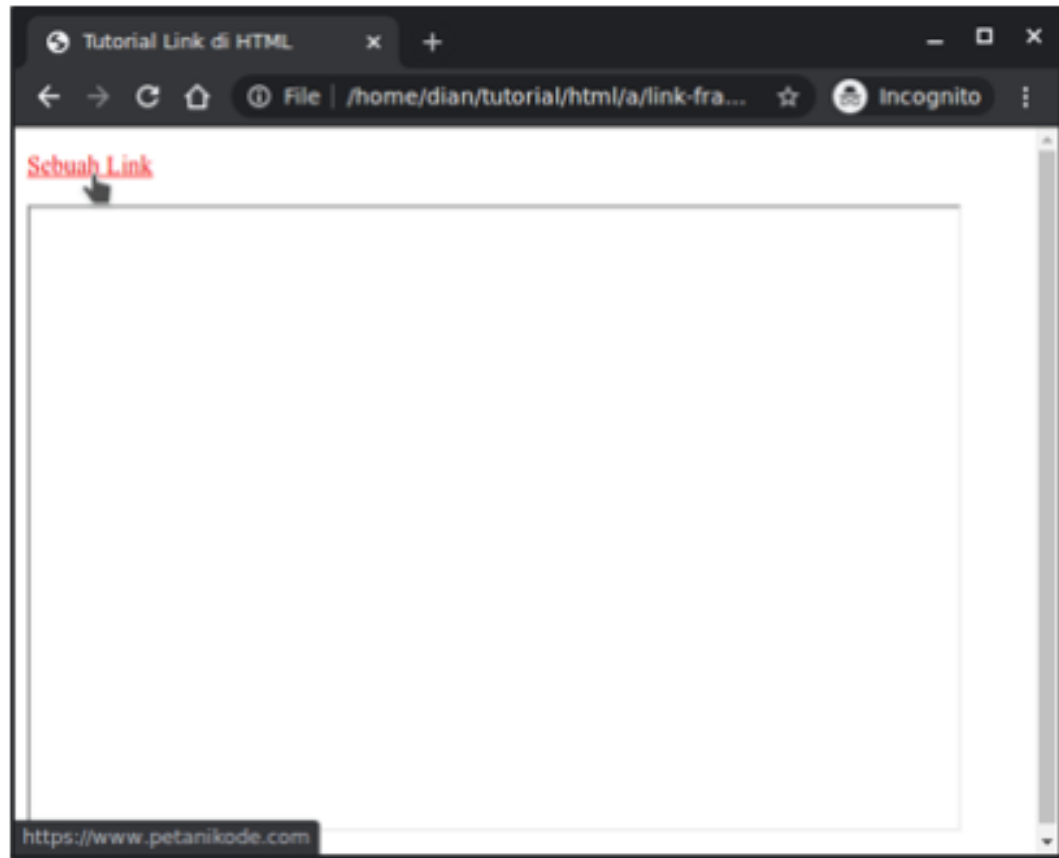 Tutorial Link di HTML
File /home/dian/tutorial/html/a/link-fra... Incognito
Sebuah Link
https://www.petanikode.com